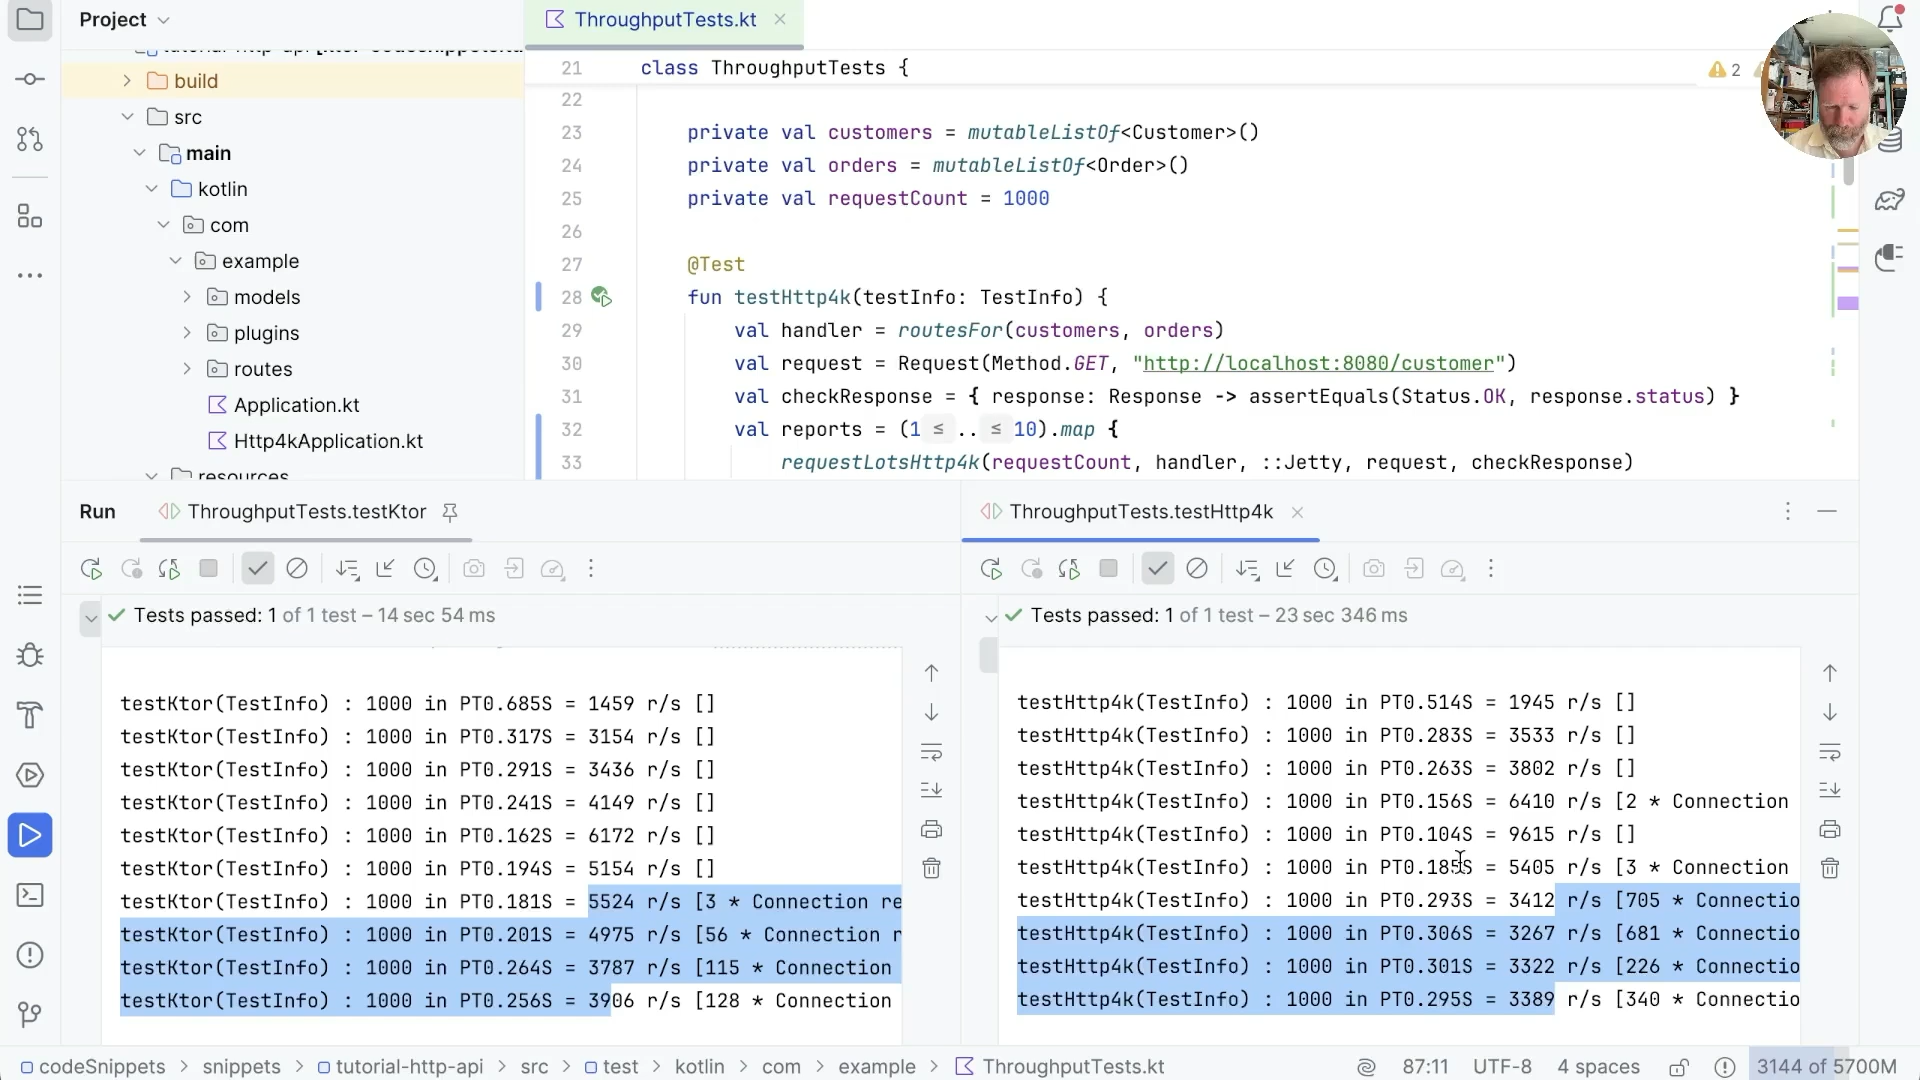 Project
ThroughputTests.kt
build
src
main
kotlin
com
example
models
plugins
routes
Application.kt
Http4kApplication.kt
resources
21 class ThroughputTests {
2
22
23 private val customers = mutableListOf<Customer>()
24 private val orders = mutableListOf<Order>()
25 private val requestCount = 1000
26
27 @Test
28 fun testHttp4k(testInfo: TestInfo) {
29 val handler = routesFor(customers, orders)
30 val request = Request(Method.GET, "http://localhost:8080/customer")
31 val checkResponse = { response: Response -> assertEquals(Status.OK, response.status) }
32 val reports = (1 ≤ .. ≤ 10).map {
33 requestLotsHttp4k(requestCount, handler, ::Jetty, request, checkResponse)
Run
ThroughputTests.testKtor
Tests passed: 1 of 1 test – 14 sec 54 ms
testKtor(TestInfo) : 1000 in PT0.685S = 1459 r/s []
testKtor(TestInfo) : 1000 in PT0.317S = 3154 r/s []
testKtor(TestInfo) : 1000 in PT0.291S = 3436 r/s []
testKtor(TestInfo) : 1000 in PT0.241S = 4149 r/s []
testKtor(TestInfo) : 1000 in PT0.162S = 6172 r/s []
testKtor(TestInfo) : 1000 in PT0.194S = 5154 r/s []
testKtor(TestInfo) : 1000 in PT0.181S = 5524 r/s [3 * Connection re
testKtor(TestInfo) : 1000 in PT0.201S = 4975 r/s [56 * Connection r
testKtor(TestInfo) : 1000 in PT0.264S = 3787 r/s [115 * Connection
testKtor(TestInfo) : 1000 in PT0.256S = 3906 r/s [128 * Connection
ThroughputTests.testHttp4k
Tests passed: 1 of 1 test – 23 sec 346 ms
testHttp4k(TestInfo) : 1000 in PT0.514S = 1945 r/s []
testHttp4k(TestInfo) : 1000 in PT0.283S = 3533 r/s []
testHttp4k(TestInfo) : 1000 in PT0.263S = 3802 r/s []
testHttp4k(TestInfo) : 1000 in PT0.156S = 6410 r/s [2 * Connection
testHttp4k(TestInfo) : 1000 in PT0.104S = 9615 r/s []
testHttp4k(TestInfo) : 1000 in PT0.185S = 5405 r/s [3 * Connection
testHttp4k(TestInfo) : 1000 in PT0.293S = 3412 r/s [705 * Connectio
testHttp4k(TestInfo) : 1000 in PT0.306S = 3267 r/s [681 * Connectio
testHttp4k(TestInfo) : 1000 in PT0.301S = 3322 r/s [226 * Connectio
testHttp4k(TestInfo) : 1000 in PT0.295S = 3389 r/s [340 * Connectio
codeSnippets > snippets > tutorial-http-api > src > test > kotlin > com > example > ThroughputTests.kt
87:11 UTF-8 4 spaces 3144 of 5700M